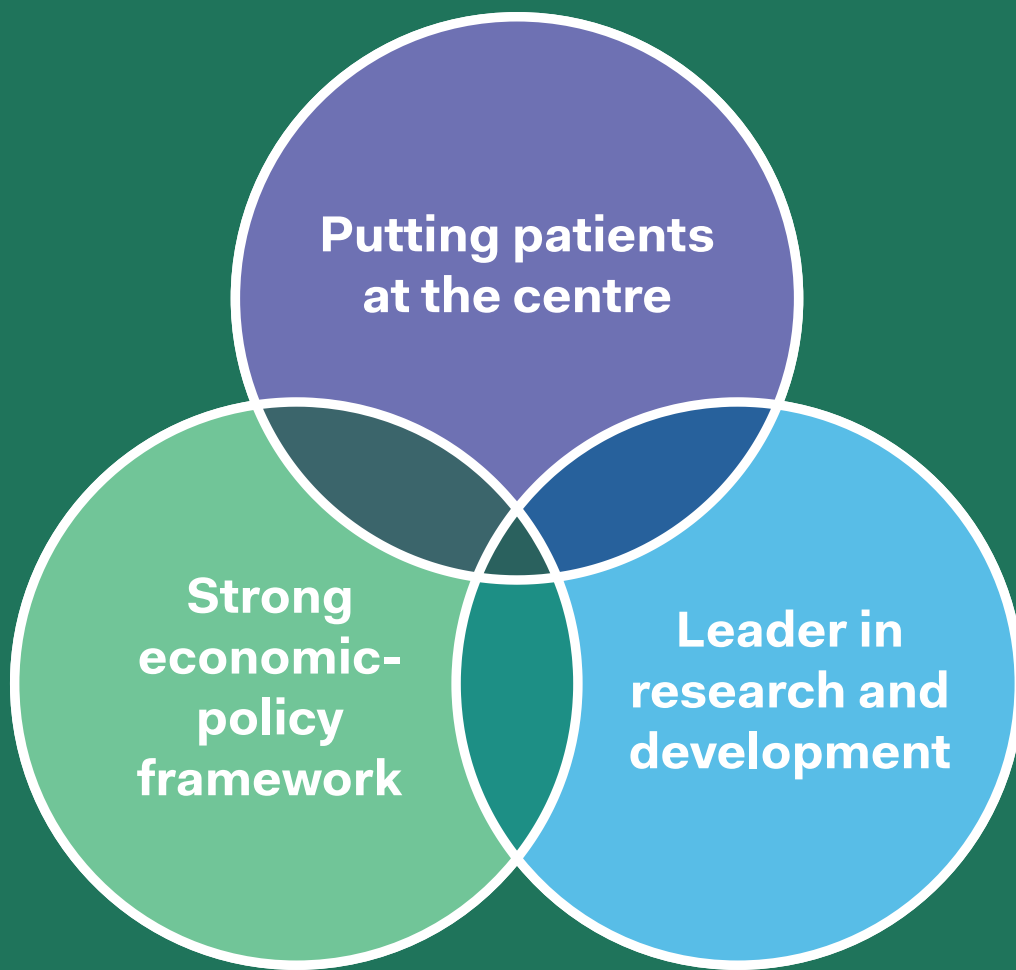 Putting patients
at the centre
Strong
economic-
policy
framework
Leader in
research and
development